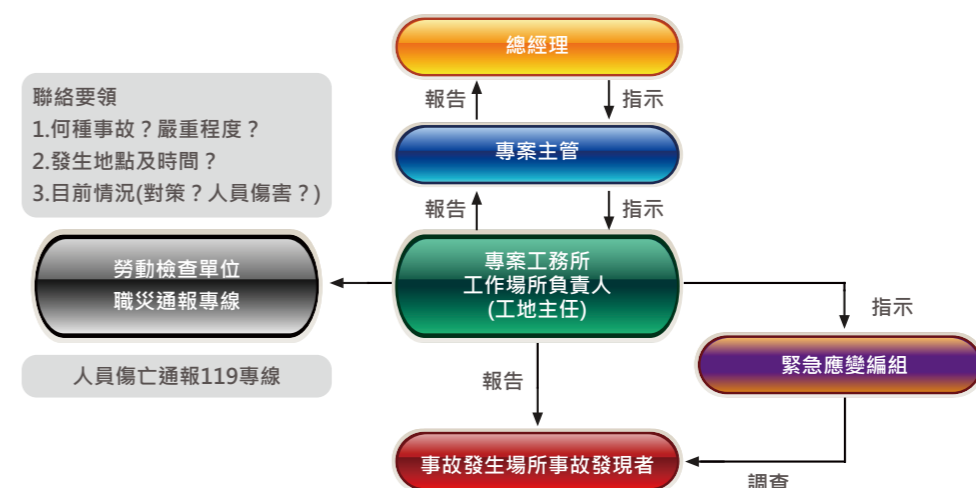 總經理
報告
指示
聯絡要領
1.何種事故？嚴重程度？
2.發生地點及時間？
3.目前情況(對策？人員傷害？)
專案主管
報告
指示
勞動檢查單位
職災通報專線
專案工務所
工作場所負責人
(工地主任)
指示
人員傷亡通報119專線
報告
緊急應變編組
事故發生場所事故發現者
調查